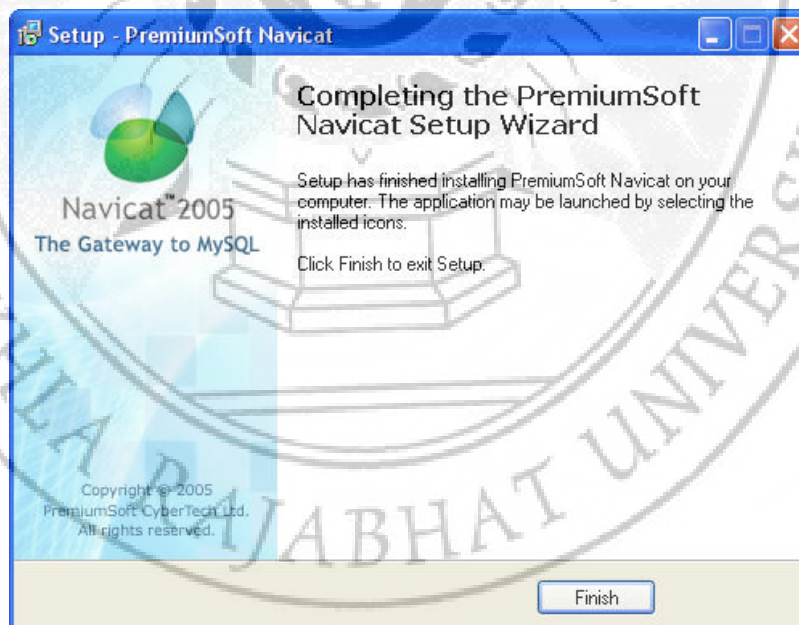 Setup - PremiumSoft Navicat
Completing the PremiumSoft
Navicat Setup Wizard
Setup has finished installing PremiumSoft Navicat on your
computer. The application may be launched by selecting the
installed icons.
Click Finish to exit Setup.
Navicat™2005
The Gateway to MySQL
Copyright © 2005
PremiumSoft CyberTech Ltd.
All rights reserved.
Finish
RAJABHAT